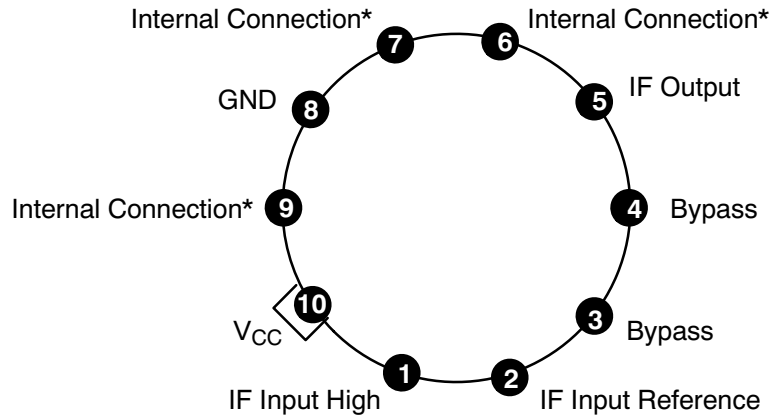 Internal Connection*
7
6
Internal Connection*
GND
8
5
IF Output
Internal Connection*
9
4
Bypass
10
VCC
3
Bypass
IF Input High
1
2
IF Input Reference